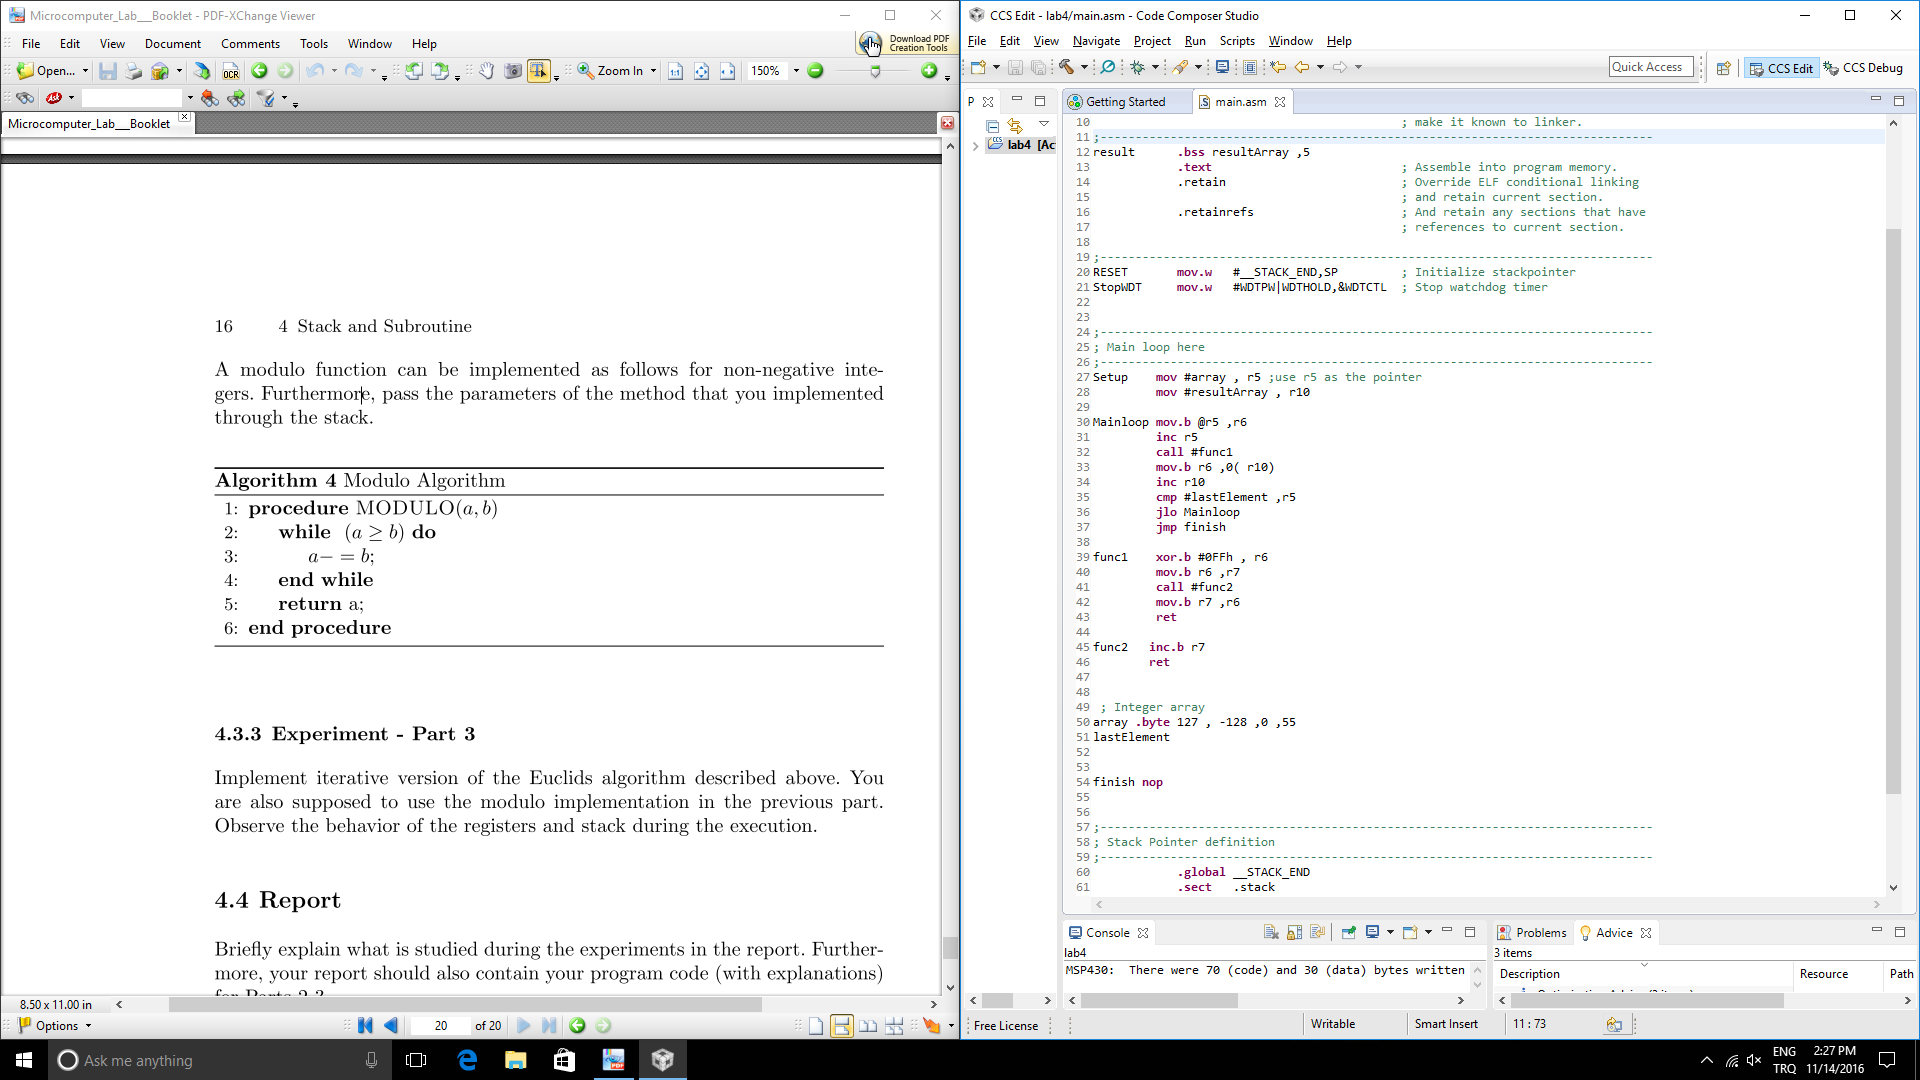 Microcomputer_Lab___Booklet - PDF-XChange Viewer
File Edit View Document Comments Tools Window Help
Download PDF
Creation Tools
Open... OCR Zoom In 150%
Microcomputer_Lab___Booklet
16 4 Stack and Subroutine
A modulo function can be implemented as follows for non-negative inte-
gers. Furthermore, pass the parameters of the method that you implemented
through the stack.
Algorithm 4 Modulo Algorithm
1: procedure MODULO(a, b)
2: while (a ≥ b) do
3: a− = b;
4: end while
5: return a;
6: end procedure
4.3.3 Experiment - Part 3
Implement iterative version of the Euclids algorithm described above. You
are also supposed to use the modulo implementation in the previous part.
Observe the behavior of the registers and stack during the execution.
4.4 Report
Briefly explain what is studied during the experiments in the report. Further-
more, your report should also contain your program code (with explanations)
for Parts 2-3.
8.50 x 11.00 in
Options 20 of 20
CCS Edit - lab4/main.asm - Code Composer Studio
File Edit View Navigate Project Run Scripts Window Help
Quick Access CCS Edit CCS Debug
P
lab4 [Ac
Getting Started main.asm
10 ; make it known to linker.
11 ;-------------------------------------------------------------------------------
12 result .bss resultArray ,5
13 .text ; Assemble into program memory.
14 .retain ; Override ELF conditional linking
15 ; and retain current section.
16 .retainrefs ; And retain any sections that have
17 ; references to current section.
18
19 ;-------------------------------------------------------------------------------
20 RESET mov.w #__STACK_END,SP ; Initialize stackpointer
21 StopWDT mov.w #WDTPW|WDTHOLD,&WDTCTL ; Stop watchdog timer
22
23
24 ;-------------------------------------------------------------------------------
25 ; Main loop here
26 ;-------------------------------------------------------------------------------
27 Setup mov #array , r5 ;use r5 as the pointer
28 mov #resultArray , r10
29
30 Mainloop mov.b @r5 ,r6
31 inc r5
32 call #func1
33 mov.b r6 ,0( r10)
34 inc r10
35 cmp #lastElement ,r5
36 jlo Mainloop
37 jmp finish
38
39 func1 xor.b #0FFh , r6
40 mov.b r6 ,r7
41 call #func2
42 mov.b r7 ,r6
43 ret
44
45 func2 inc.b r7
46 ret
47
48
49 ; Integer array
50 array .byte 127 , -128 ,0 ,55
51 lastElement
52
53
54 finish nop
55
56
57 ;-------------------------------------------------------------------------------
58 ; Stack Pointer definition
59 ;-------------------------------------------------------------------------------
60 .global __STACK_END
61 .sect .stack
Console
lab4
MSP430: There were 70 (code) and 30 (data) bytes written
Problems Advice
3 items
Description Resource Path
Free License Writable Smart Insert 11 : 73
Ask me anything
ENG 2:27 PM
TRQ 11/14/2016